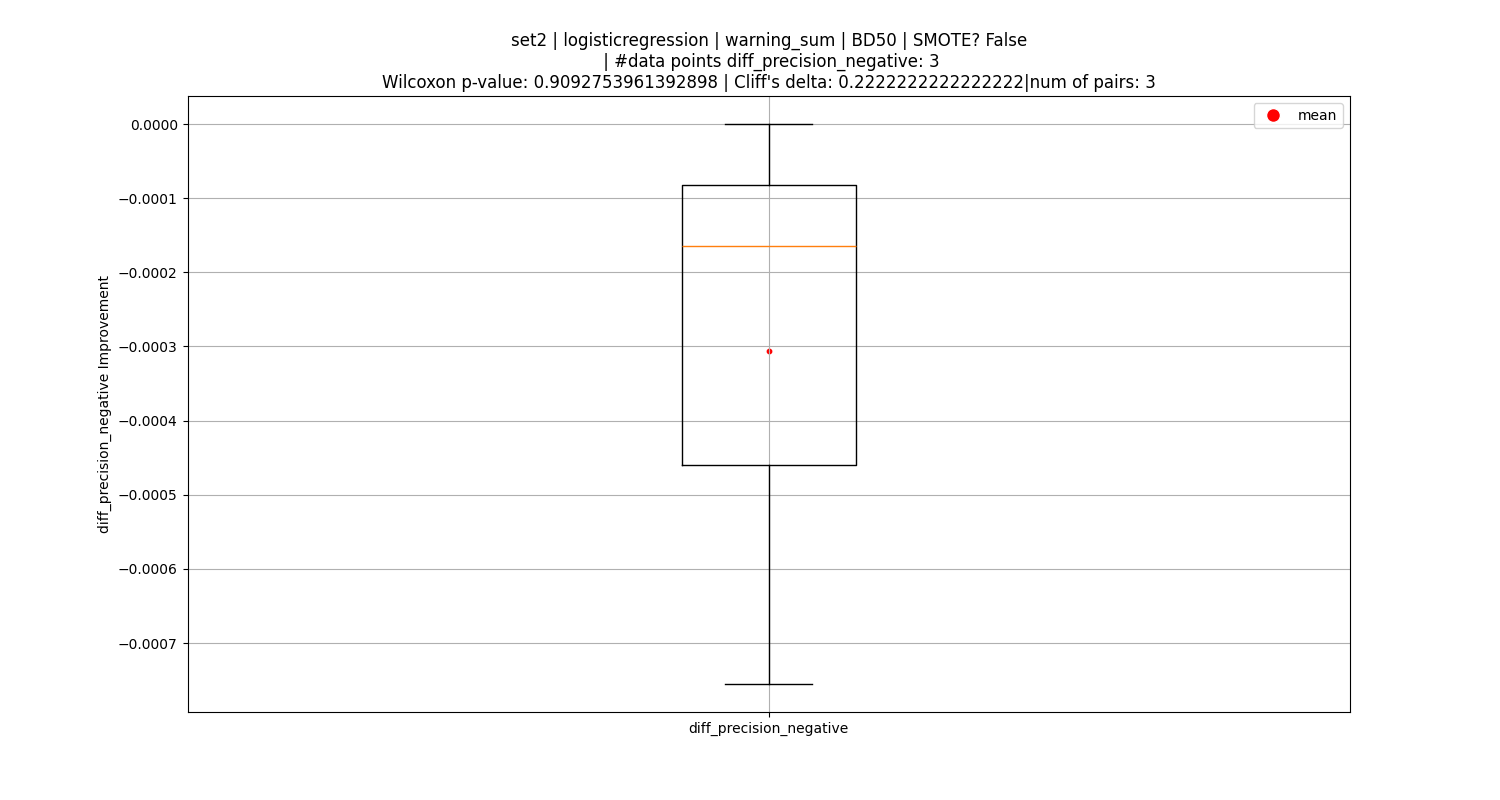 set2 | logisticregression | warning_sum | BD50 | SMOTE? False
| #data points diff_precision_negative: 3
Wilcoxon p-value: 0.9092753961392898 | Cliff's delta: 0.2222222222222222|num of pairs: 3
mean
0.0000
−0.0001
−0.0002
−0.0003
−0.0004
−0.0005
−0.0006
−0.0007
diff_precision_negative Improvement
diff_precision_negative